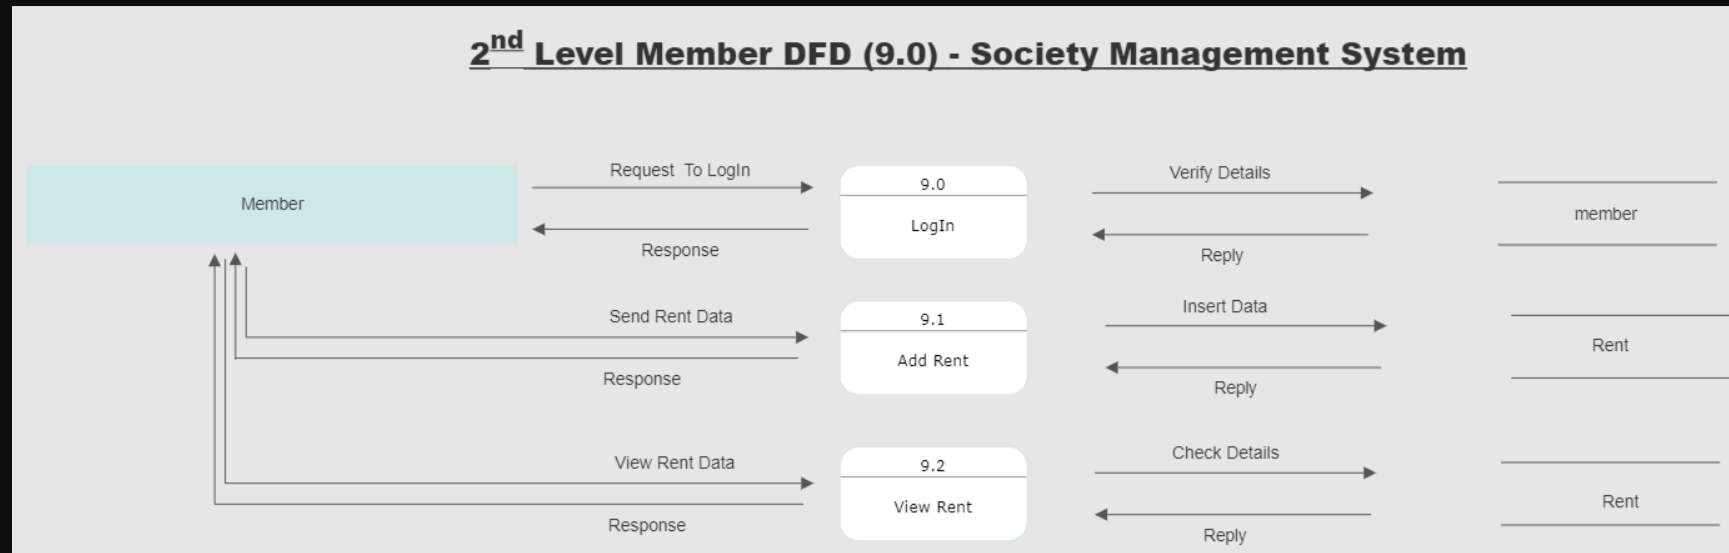 2nd Level Member DFD (9.0) - Society Management System
Member
Request To LogIn
Response
9.0
LogIn
Verify Details
Reply
member
Send Rent Data
Response
9.1
Add Rent
Insert Data
Reply
Rent
View Rent Data
Response
9.2
View Rent
Check Details
Reply
Rent